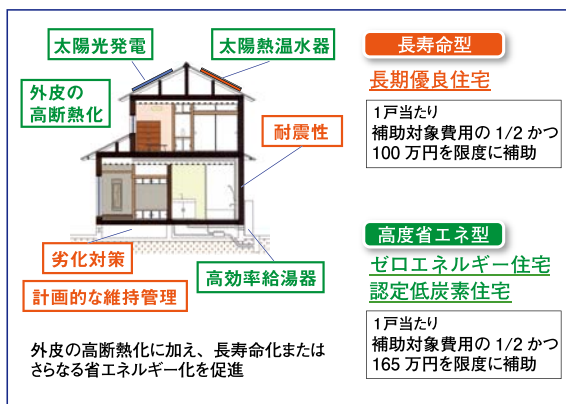 太陽光発電
太陽熱温水器
外皮の
高断熱化
耐震性
劣化対策
計画的な維持管理
高効率給湯器
外皮の高断熱化に加え、長寿命化または
さらなる省エネルギー化を促進
長寿命型
長期優良住宅
1戸当たり
補助対象費用の1/2かつ
100万円を限度に補助
高度省エネ型
ゼロエネルギー住宅
認定低炭素住宅
1戸当たり
補助対象費用の1/2かつ
165万円を限度に補助